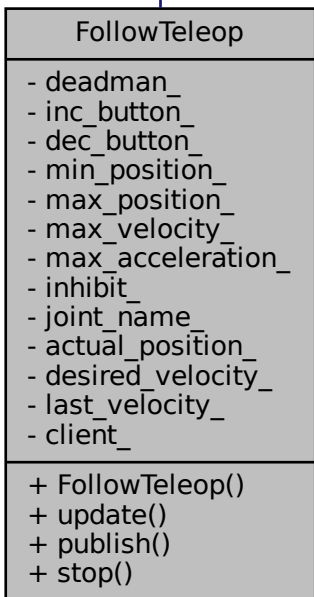 FollowTeleop
- deadman_
- inc_button_
- dec_button_
- min_position_
- max_position_
- max_velocity_
- max_acceleration_
- inhibit_
- joint_name_
- actual_position_
- desired_velocity_
- last_velocity_
- client_
+ FollowTeleop()
+ update()
+ publish()
+ stop()